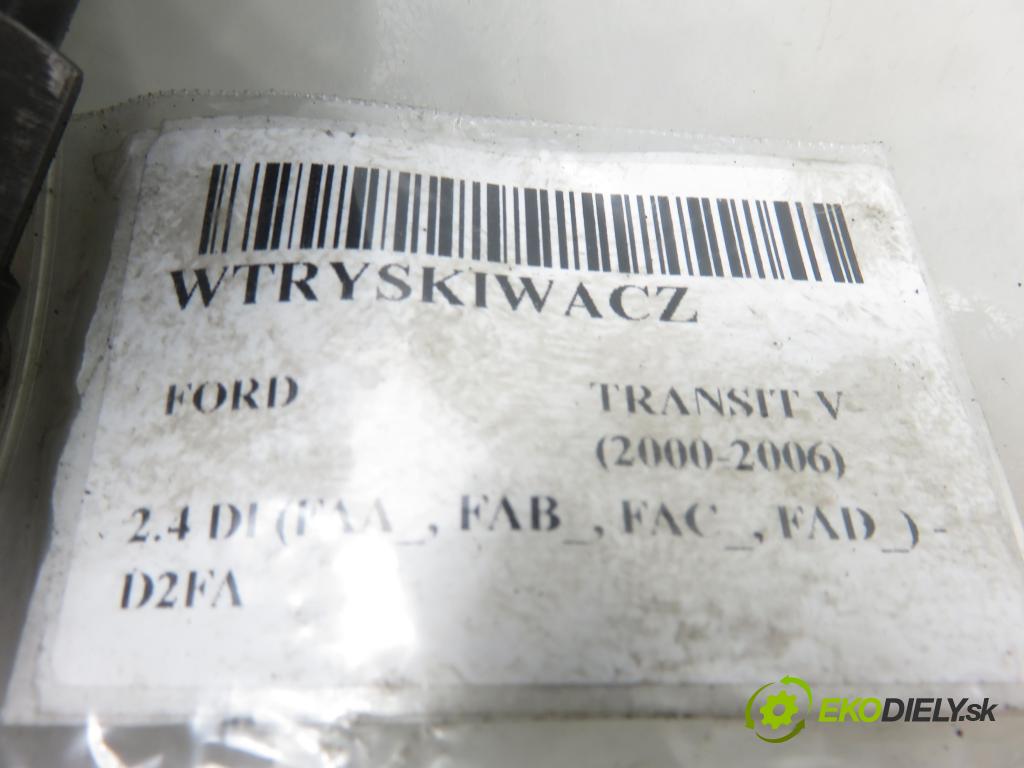 WTRYSKIWACZ
FORD TRANSIT V
(2000-2006)
2.4 DI (FAA_, FAB_, FAC_, FAD_) -
D2FA
EKODIELY.sk